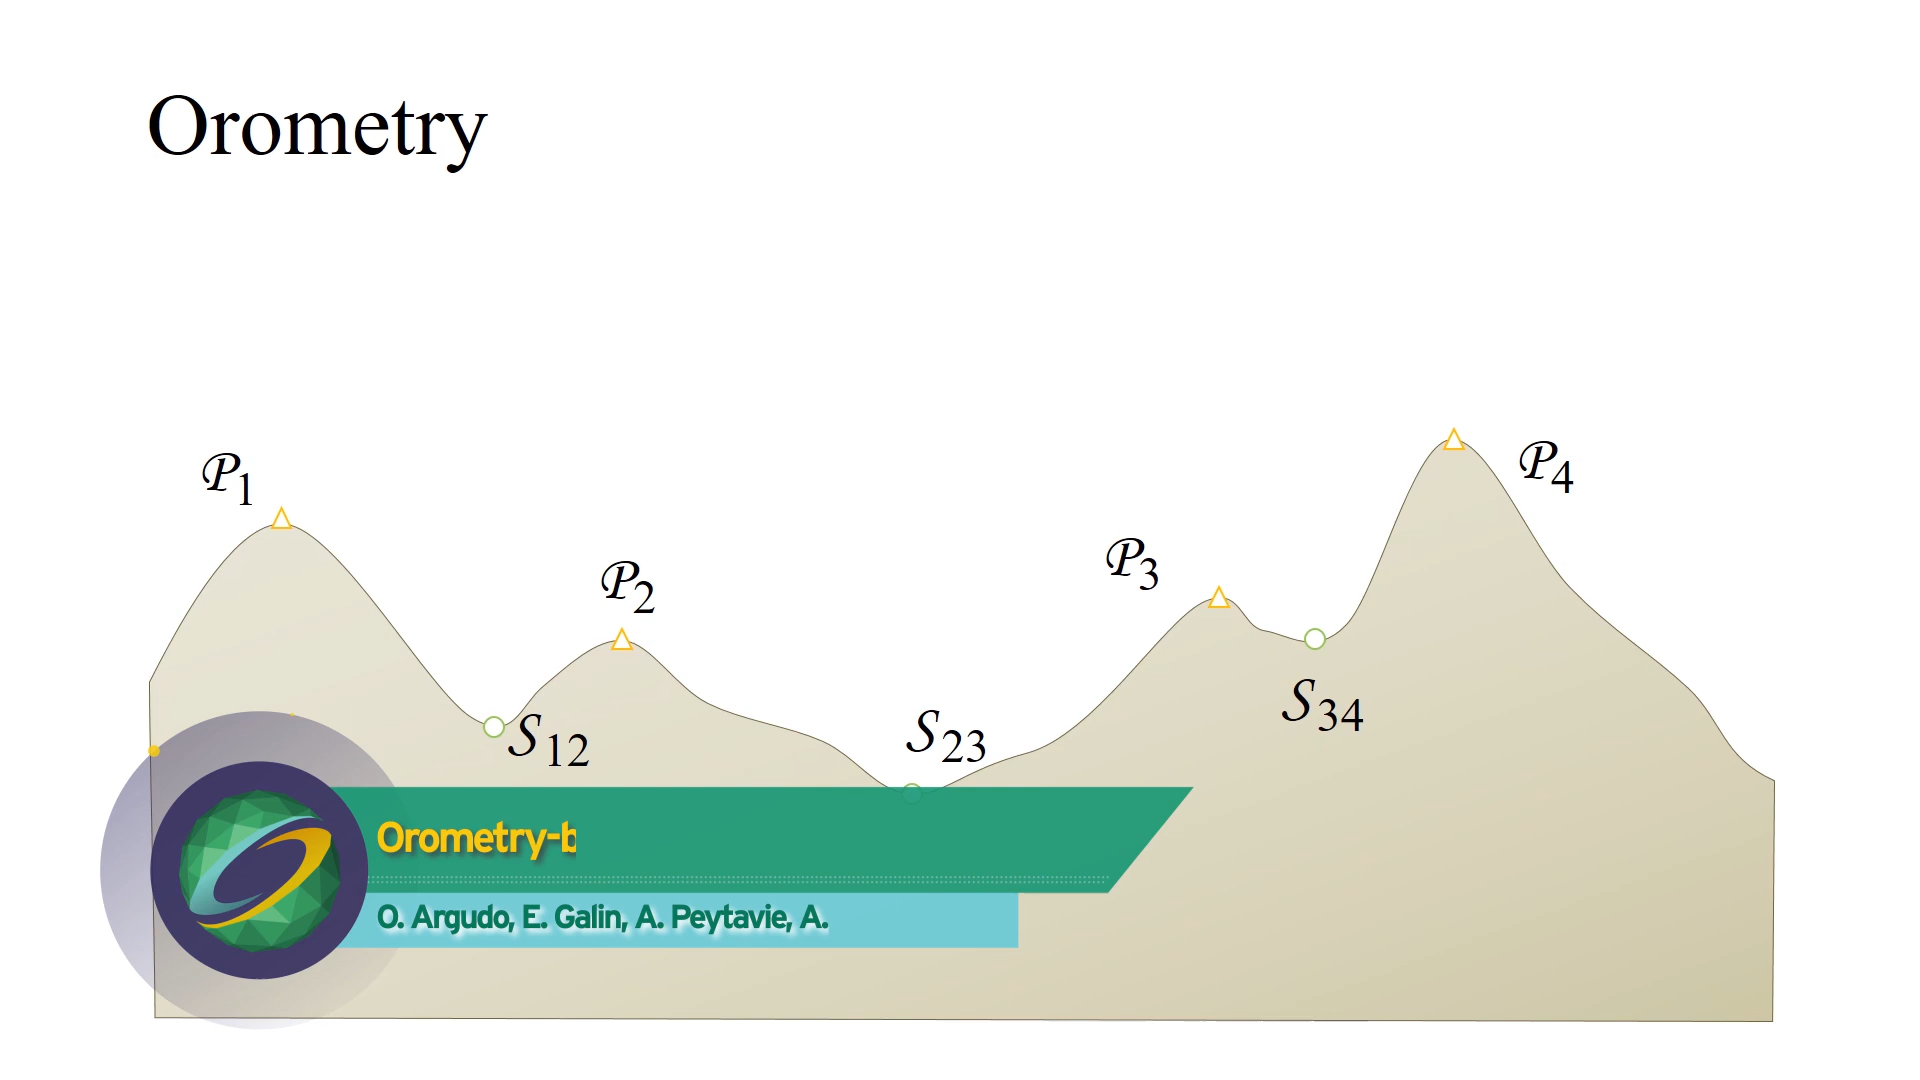 Orometry
P1
P4
P3
P2
S34
S12
S23
Orometry-b
O. Argudo, E. Galin, A. Peytavie, A.